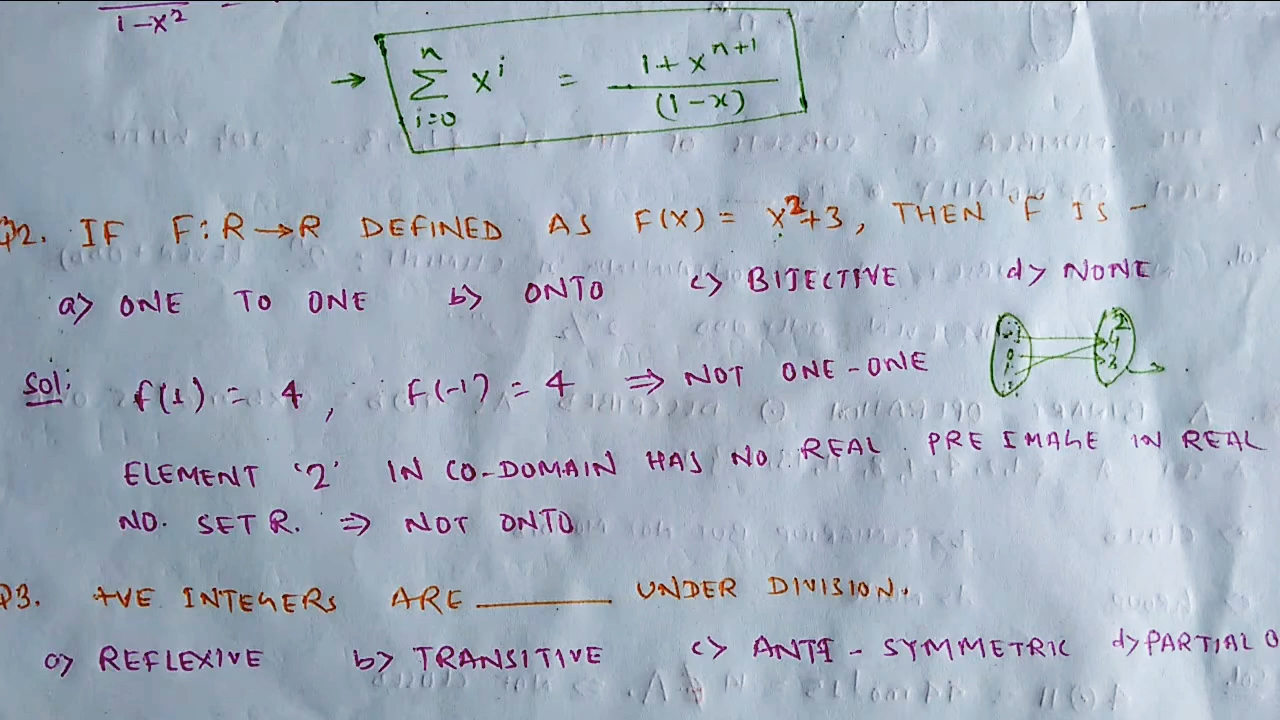 1-x²
→ n∑i=0 xⁱ = 1+x^(n+1) / (1-x)
Q2. IF F:R→R DEFINED AS F(X) = X²+3, THEN 'F' IS -
a> ONE TO ONE b> ONTO c> BIJECTIVE d> NONE
Sol: f(1) = 4, f(-1) = 4 ⇒ NOT ONE-ONE
ELEMENT '2' IN CO-DOMAIN HAS NO REAL PRE IMAGE IN REAL
NO. SET R. ⇒ NOT ONTO
Q3. +VE INTEGERS ARE ________ UNDER DIVISION.
a> REFLEXIVE b> TRANSITIVE c> ANTI - SYMMETRIC d> PARTIAL O